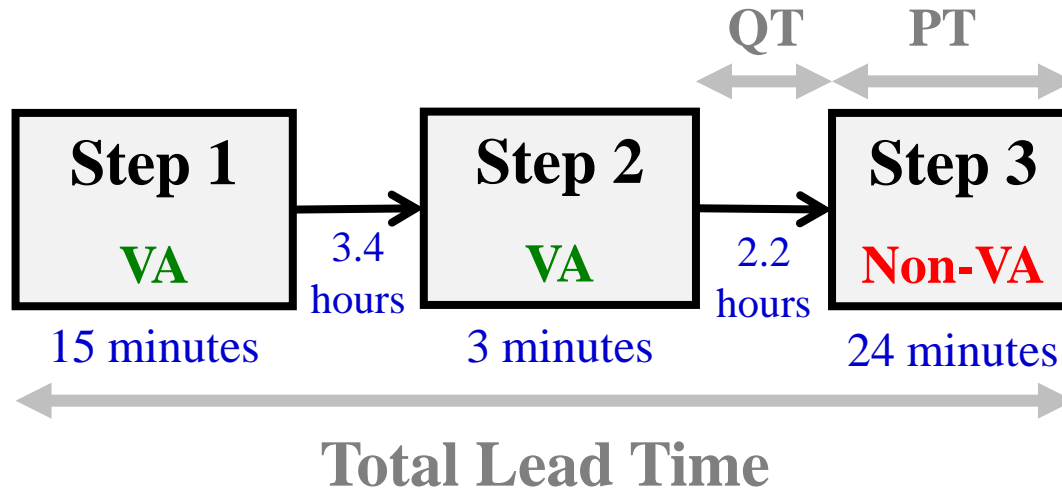 QT PT
Step 1
VA
15 minutes
3.4
hours
Step 2
VA
3 minutes
2.2
hours
Step 3
Non-VA
24 minutes
Total Lead Time